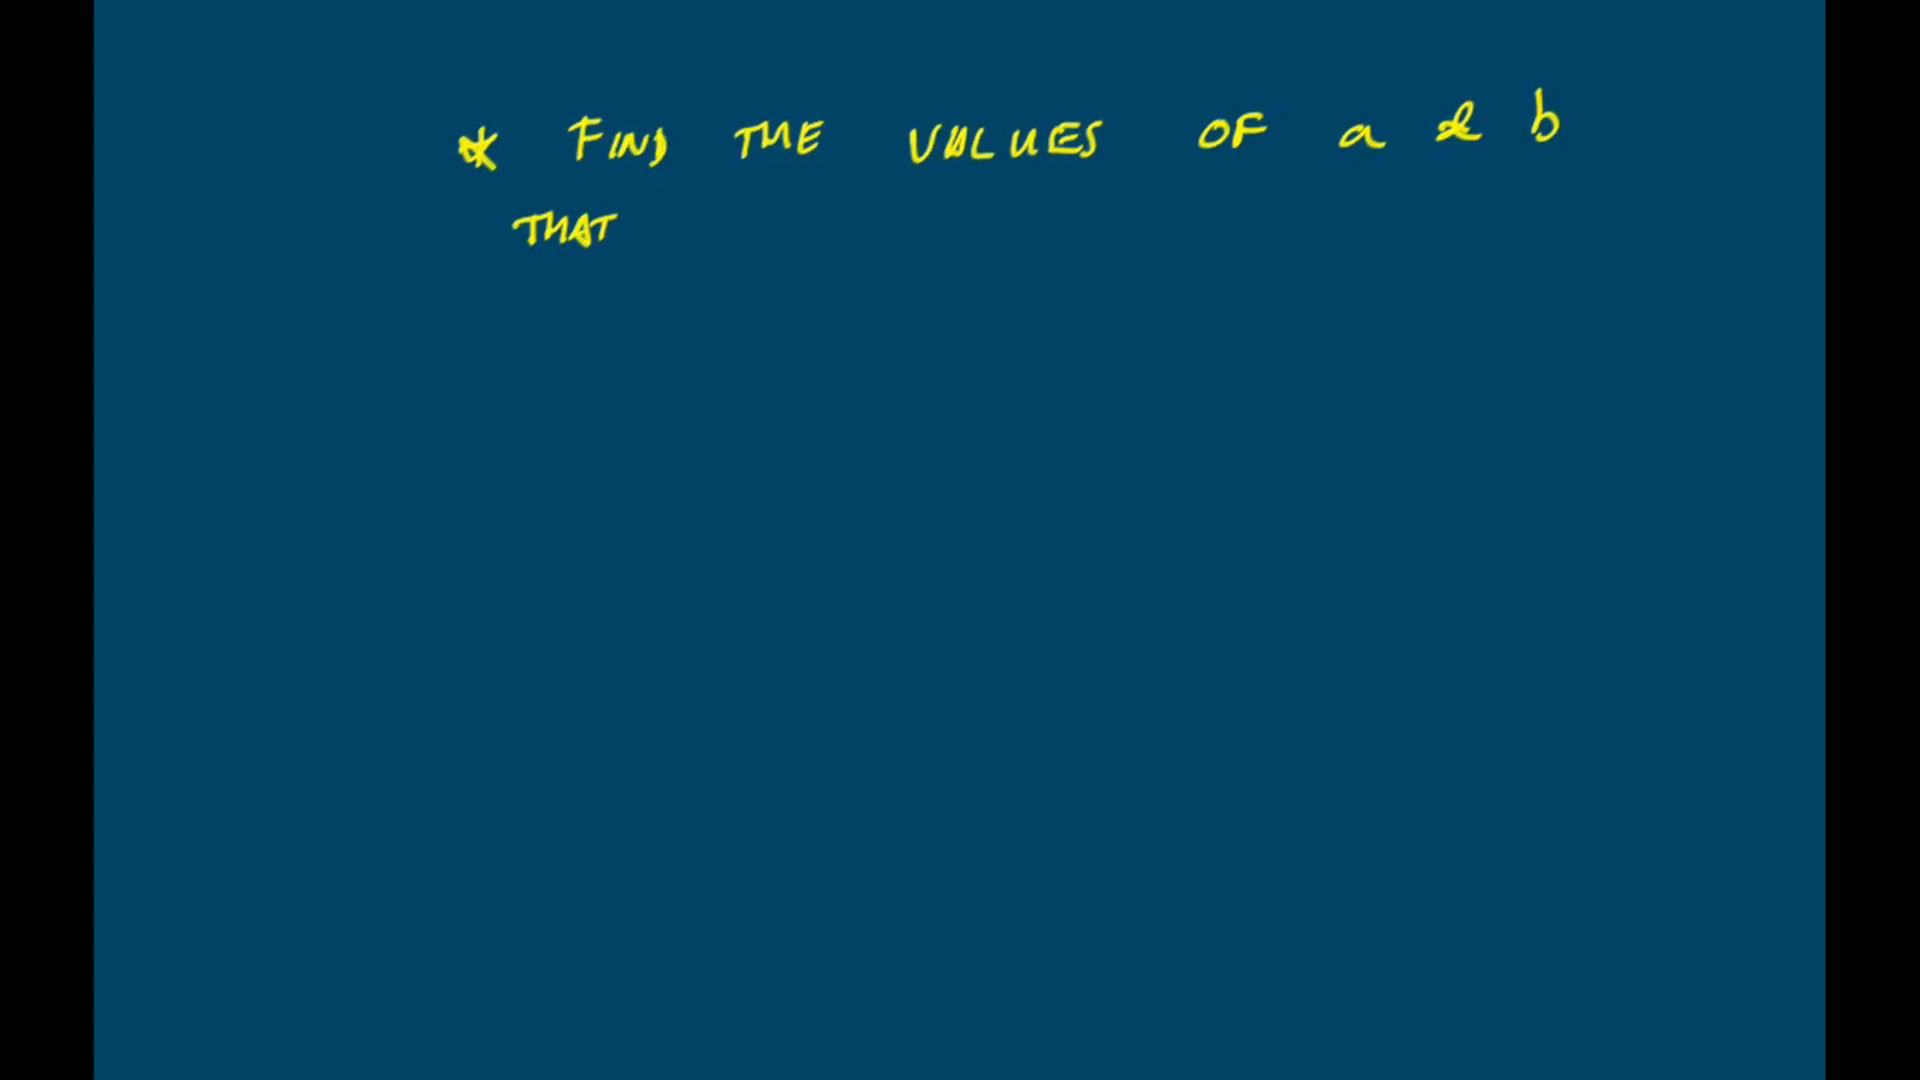 * FIND THE VALUES OF a & b
THAT